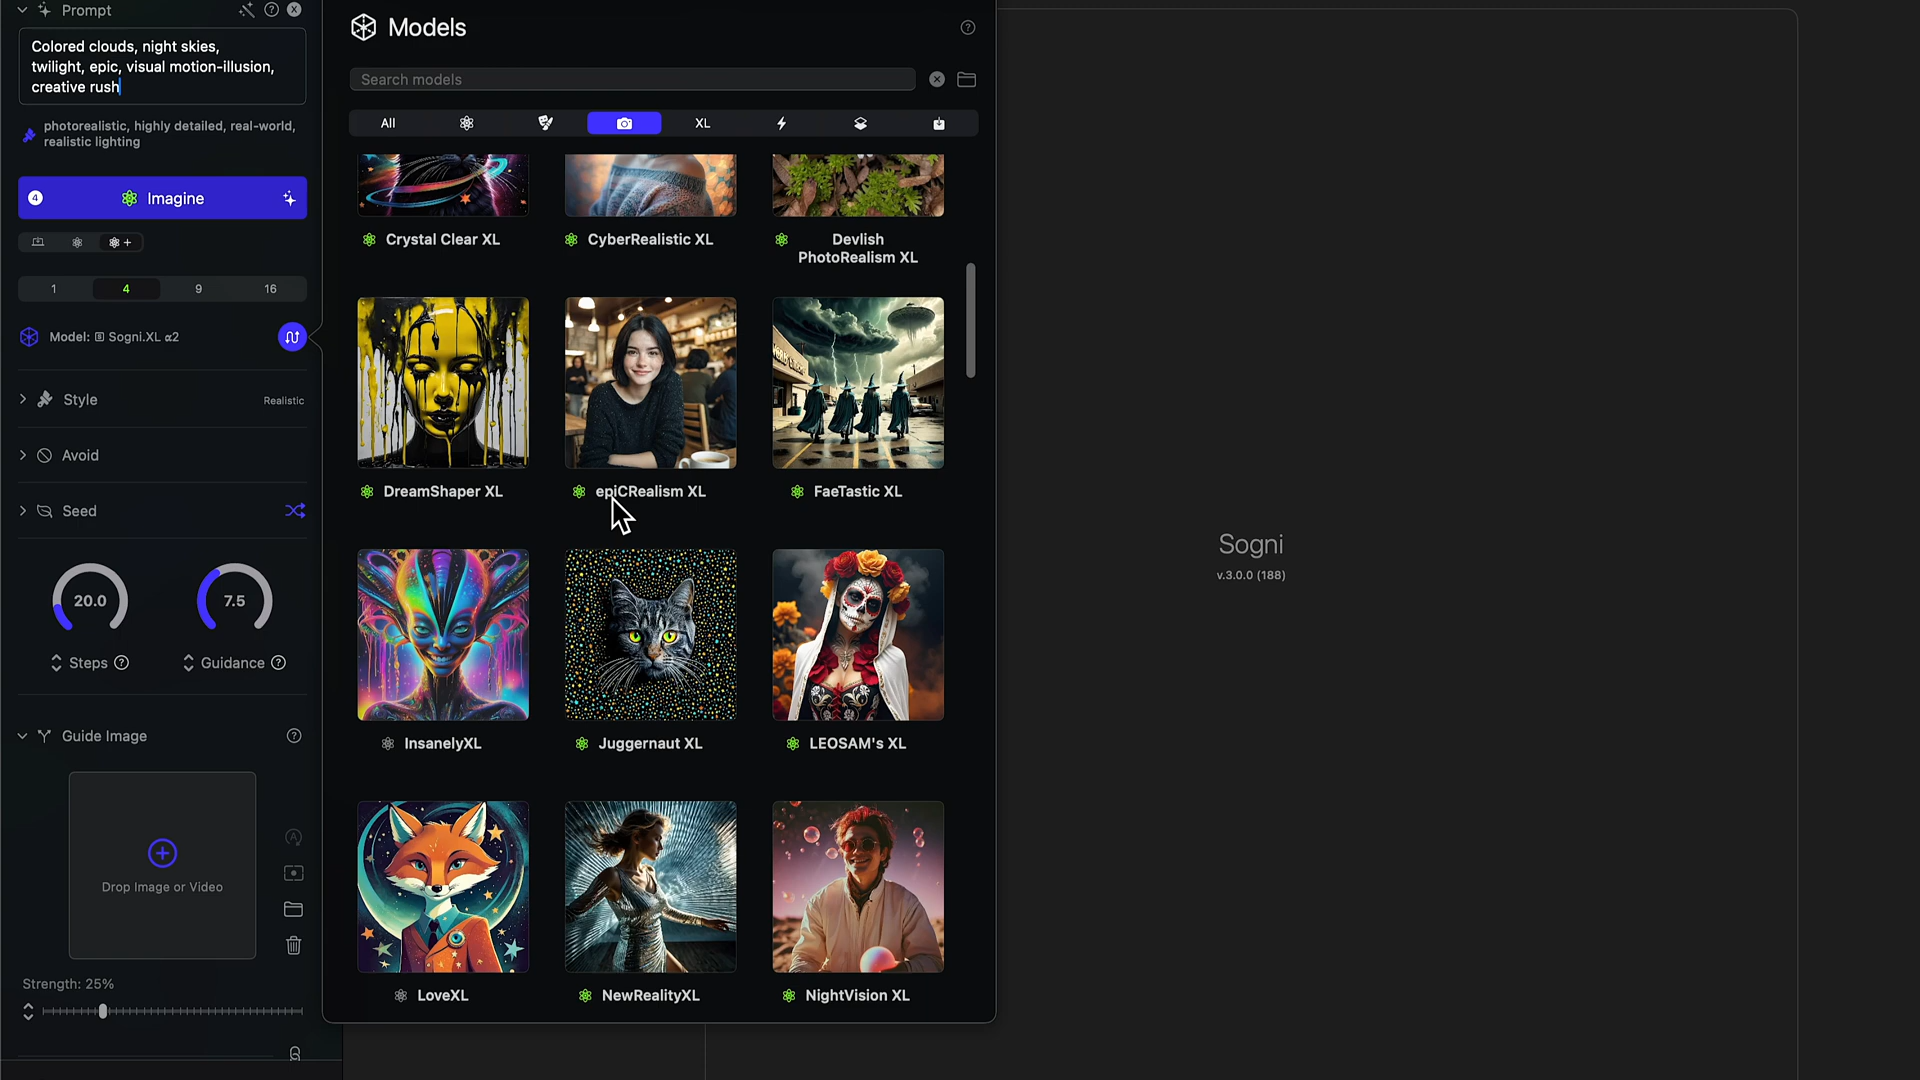 Prompt
Colored clouds, night skies,
twilight, epic, visual motion-illusion,
creative rush
photorealistic, highly detailed, real-world,
realistic lighting
4
Imagine
1
4
9
16
Model: Sogni.XL α2
Style
Realistic
Avoid
Seed
20.0
7.5
Steps
Guidance
Guide Image
Drop Image or Video
Strength: 25%
Models
Search models
All
XL
Crystal Clear XL
CyberRealistic XL
Devlish
PhotoRealism XL
DreamShaper XL
epiCRealism XL
FaeTastic XL
InsanelyXL
Juggernaut XL
LEOSAM's XL
LoveXL
NewRealityXL
NightVision XL
Sogni
v.3.0.0 (188)